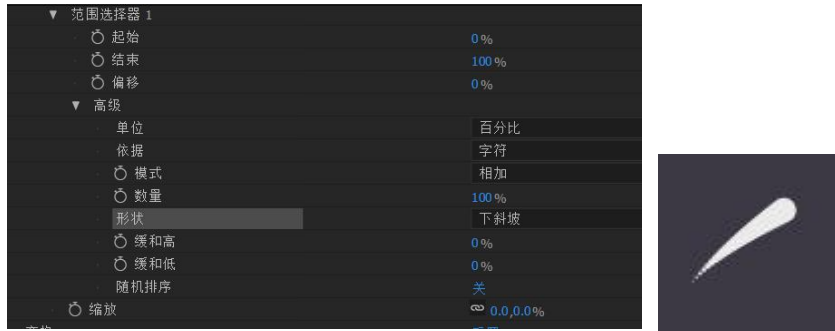 范围选择器 1
起始 0%
结束 100%
偏移 0%
高级
单位 百分比
依据 字符
模式 相加
数量 100%
形状 下斜坡
缓和高 0%
缓和低 0%
随机排序 关
缩放 0.0,0.0%